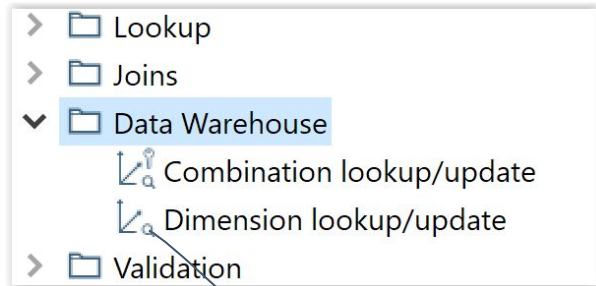 Lookup
Joins
Data Warehouse
Combination lookup/update
Dimension lookup/update
Validation